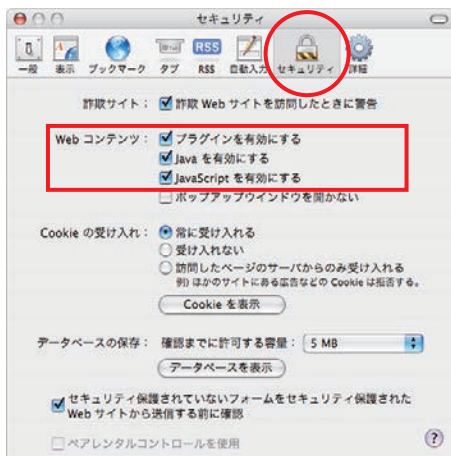 セキュリティ
一般 表示 ブックマーク タブ RSS 自動入力 セキュリティ 詳細
RSS
詐欺サイト： 詐欺 Web サイトを訪問したときに警告
Web コンテンツ： プラグインを有効にする
Java を有効にする
JavaScript を有効にする
ポップアップウインドウを開かない
Cookie の受け入れ： 常に受け入れる
受け入れない
訪問したページのサーバからのみ受け入れる
例) ほかのサイトにある広告などの Cookie は拒否する。
Cookie を表示
データベースの保存： 確認までに許可する容量： 5 MB
データベースを表示
セキュリティ保護されていないフォームをセキュリティ保護された
Web サイトから送信する前に確認
ペアレンタルコントロールを使用
?